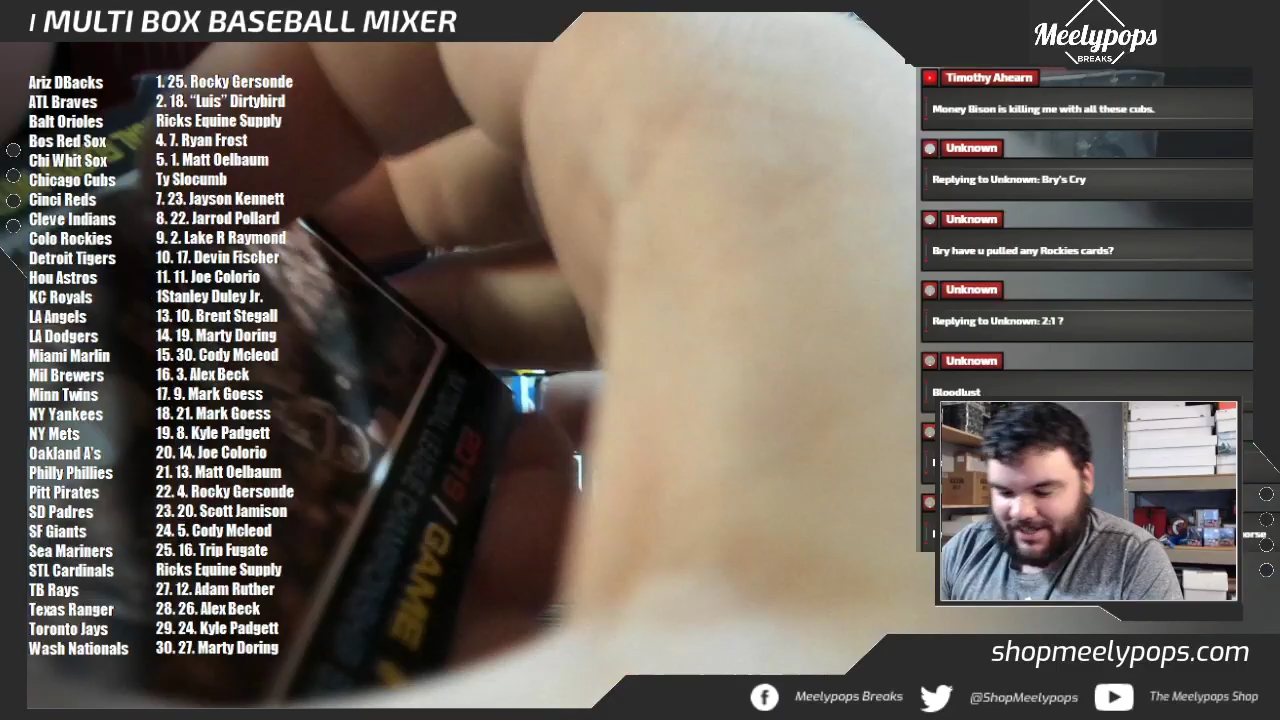 I MULTI BOX BASEBALL MIXER
Meelypops
BREAKS
Ariz DBacks 1. 25. Rocky Gersonde
ATL Braves 2. 18. "Luis" Dirtybird
Balt Orioles Ricks Equine Supply
Bos Red Sox 4. 7. Ryan Frost
Chi Whit Sox 5. 1. Matt Oelbaum
Chicago Cubs Ty Slocumb
Cinci Reds 7. 23. Jayson Kennett
Cleve Indians 8. 22. Jarrod Pollard
Colo Rockies 9. 2. Lake R Raymond
Detroit Tigers 10. 17. Devin Fischer
Hou Astros 11. 11. Joe Colorio
KC Royals 1Stanley Duley Jr.
LA Angels 13. 10. Brent Stegall
LA Dodgers 14. 19. Marty Doring
Miami Marlin 15. 30. Cody Mcleod
Mil Brewers 16. 3. Alex Beck
Minn Twins 17. 9. Mark Goess
NY Yankees 18. 21. Mark Goess
NY Mets 19. 8. Kyle Padgett
Oakland A's 20. 14. Joe Colorio
Philly Phillies 21. 13. Matt Oelbaum
Pitt Pirates 22. 4. Rocky Gersonde
SD Padres 23. 20. Scott Jamison
SF Giants 24. 5. Cody Mcleod
Sea Mariners 25. 16. Trip Fugate
STL Cardinals Ricks Equine Supply
TB Rays 27. 12. Adam Ruther
Texas Ranger 28. 26. Alex Beck
Toronto Jays 29. 24. Kyle Padgett
Wash Nationals 30. 27. Marty Doring
2019 / GAME
LEAGUE CHAMPIONSHIP
Timothy Ahearn
Money Bison is killing me with all these cubs.
Unknown
Replying to Unknown: Bry's Cry
Unknown
Bry have u pulled any Rockies cards?
Unknown
Replying to Unknown: 2:1 ?
Unknown
Bloodlust
shopmeelypops.com
Meelypops Breaks
@ShopMeelypops
The Meelypops Shop